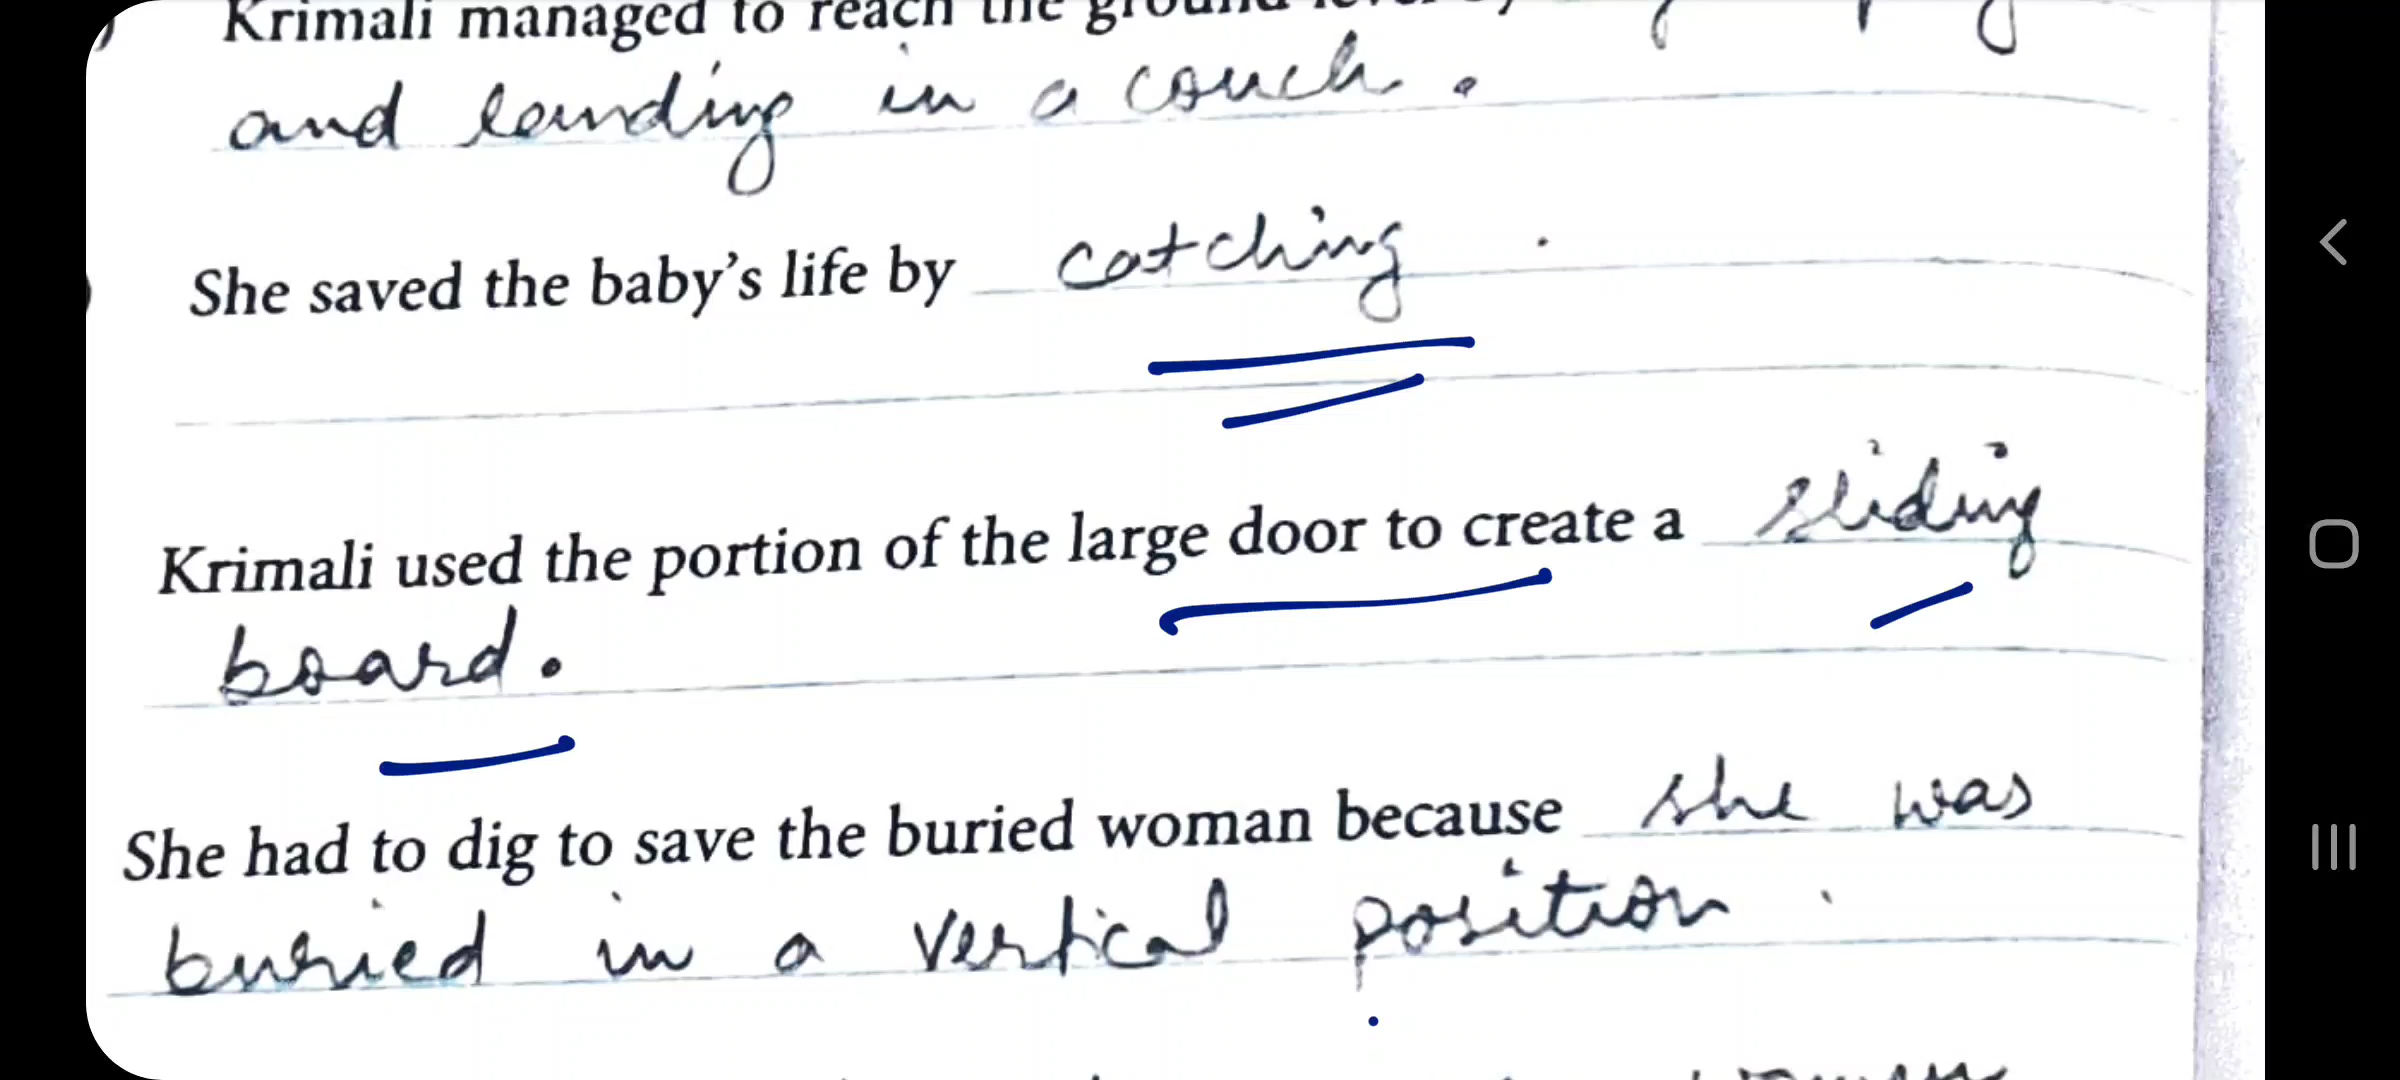 Krimali managed to reach the ground level by
and landing in a couch.
She saved the baby's life by catching.
Krimali used the portion of the large door to create a sliding
board.
She had to dig to save the buried woman because she was
buried in a vertical position.